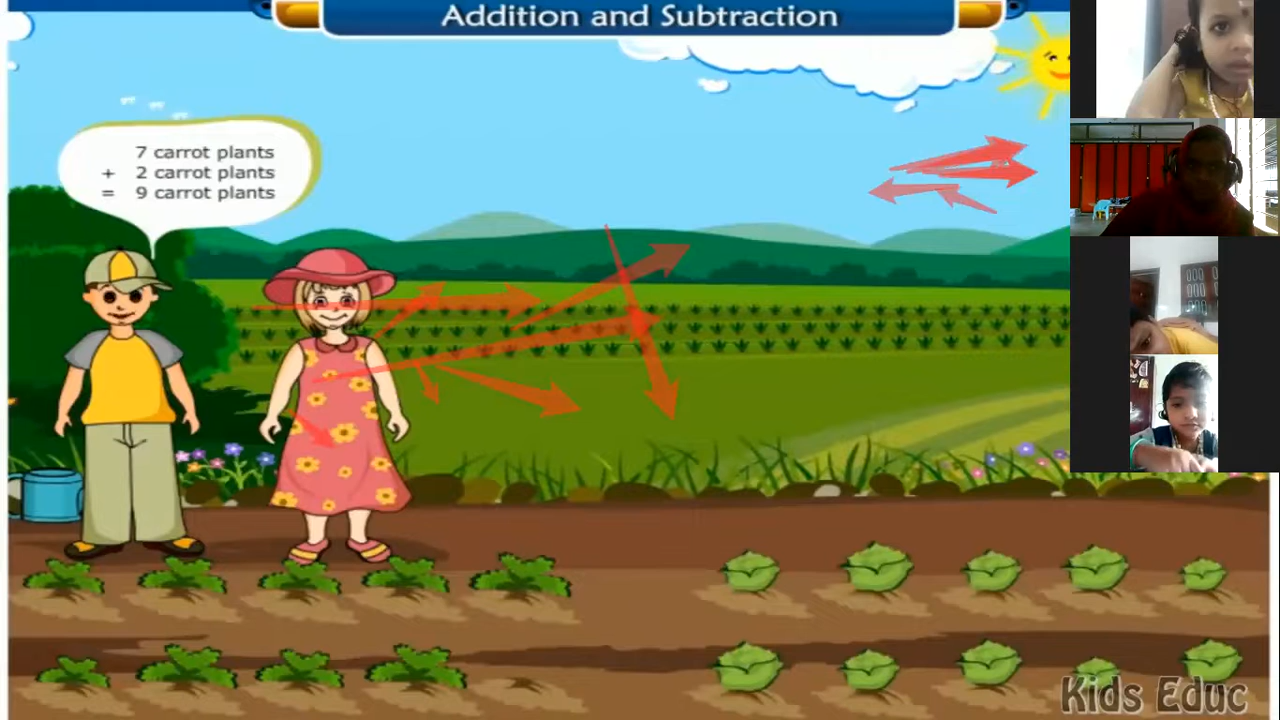 Addition and Subtraction
7 carrot plants
+ 2 carrot plants
= 9 carrot plants
Kids Educ